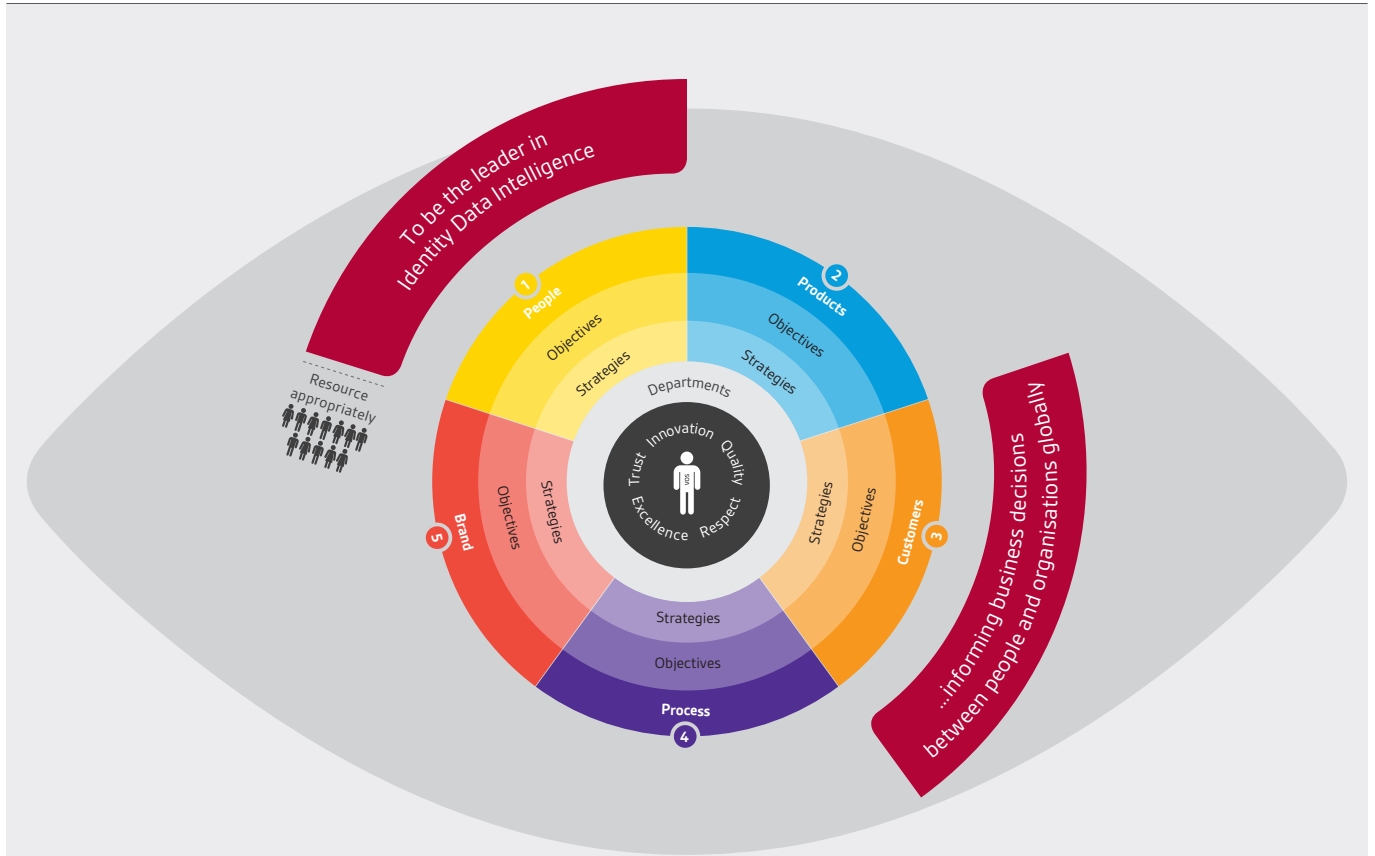 To be the leader in
Identity Data Intelligence
Resource
appropriately
1
People
Objectives
Strategies
2
Products
Objectives
Strategies
3
Customers
Objectives
Strategies
4
Process
Objectives
Strategies
5
Brand
Objectives
Strategies
Departments
Trust
Innovation
Quality
Respect
Excellence
...informing business decisions
between people and organisations globally